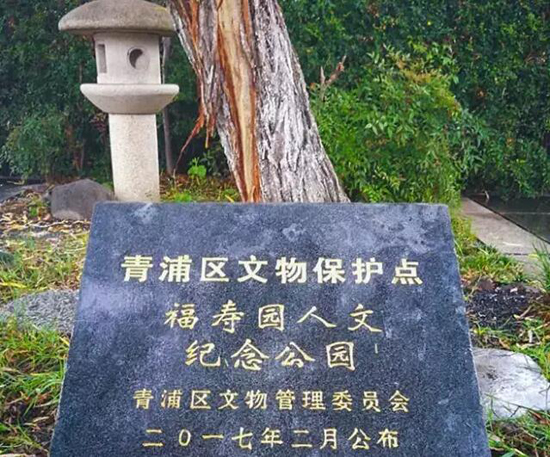 青浦区文物保护点
福寿园人文
纪念公园
青浦区文物管理委员会
二〇一七年二月公布